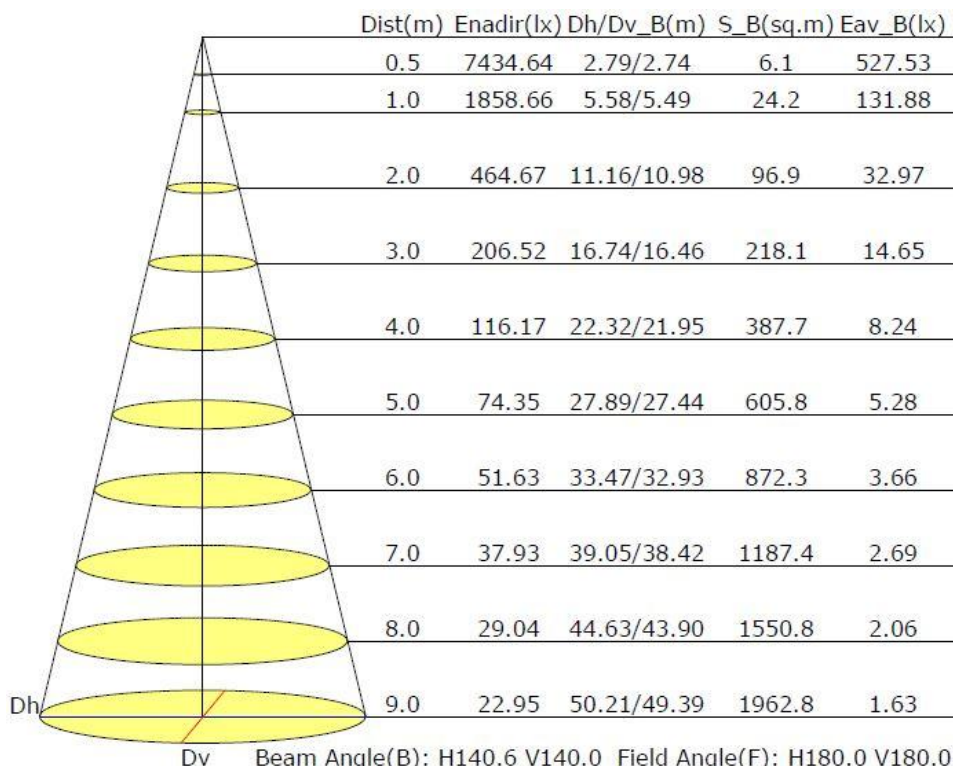 Dist(m) Enadir(lx) Dh/Dv_B(m) S_B(sq.m) Eav_B(lx)
0.5 7434.64 2.79/2.74 6.1 527.53
1.0 1858.66 5.58/5.49 24.2 131.88
2.0 464.67 11.16/10.98 96.9 32.97
3.0 206.52 16.74/16.46 218.1 14.65
4.0 116.17 22.32/21.95 387.7 8.24
5.0 74.35 27.89/27.44 605.8 5.28
6.0 51.63 33.47/32.93 872.3 3.66
7.0 37.93 39.05/38.42 1187.4 2.69
8.0 29.04 44.63/43.90 1550.8 2.06
Dh 9.0 22.95 50.21/49.39 1962.8 1.63
Dv Beam Angle(B): H140.6 V140.0 Field Angle(F): H180.0 V180.0